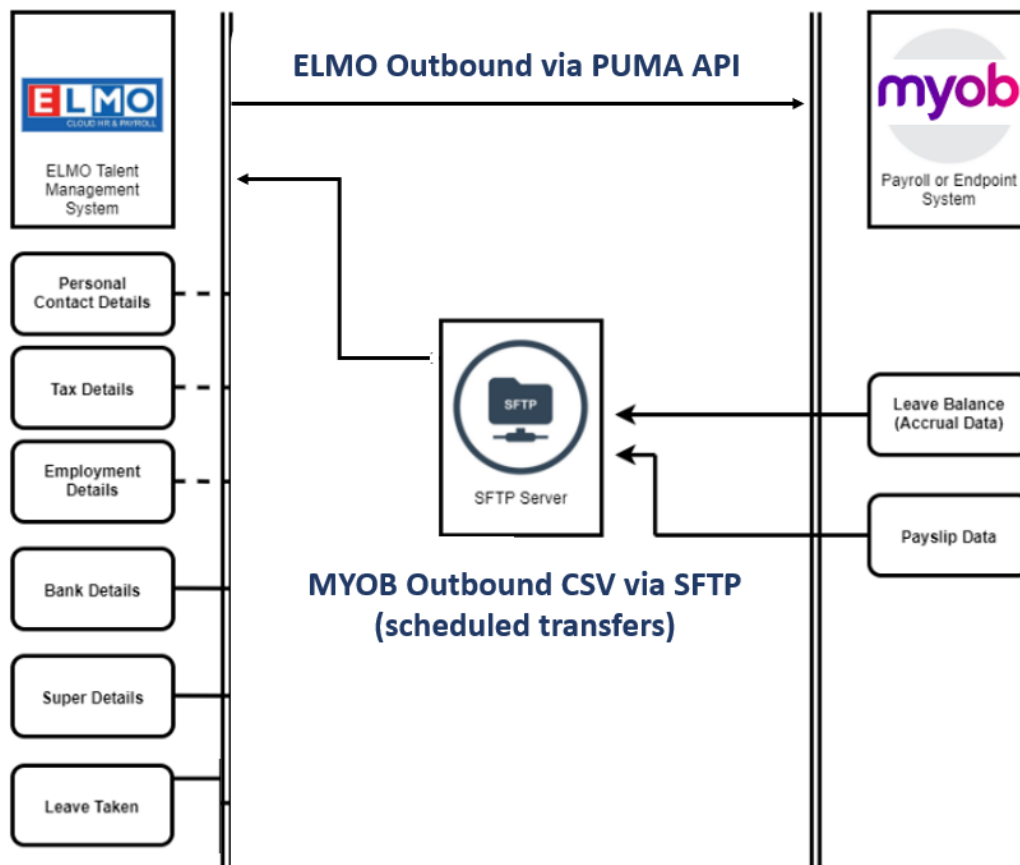 ELMO Outbound via PUMA API
ELMO
CLOUD HR & PAYROLL
ELMO Talent
Management
System
myob
Payroll or Endpoint
System
Personal
Contact Details
Tax Details
Employment
Details
Bank Details
Super Details
Leave Taken
SFTP
SFTP Server
MYOB Outbound CSV via SFTP
(scheduled transfers)
Leave Balance
(Accrual Data)
Payslip Data